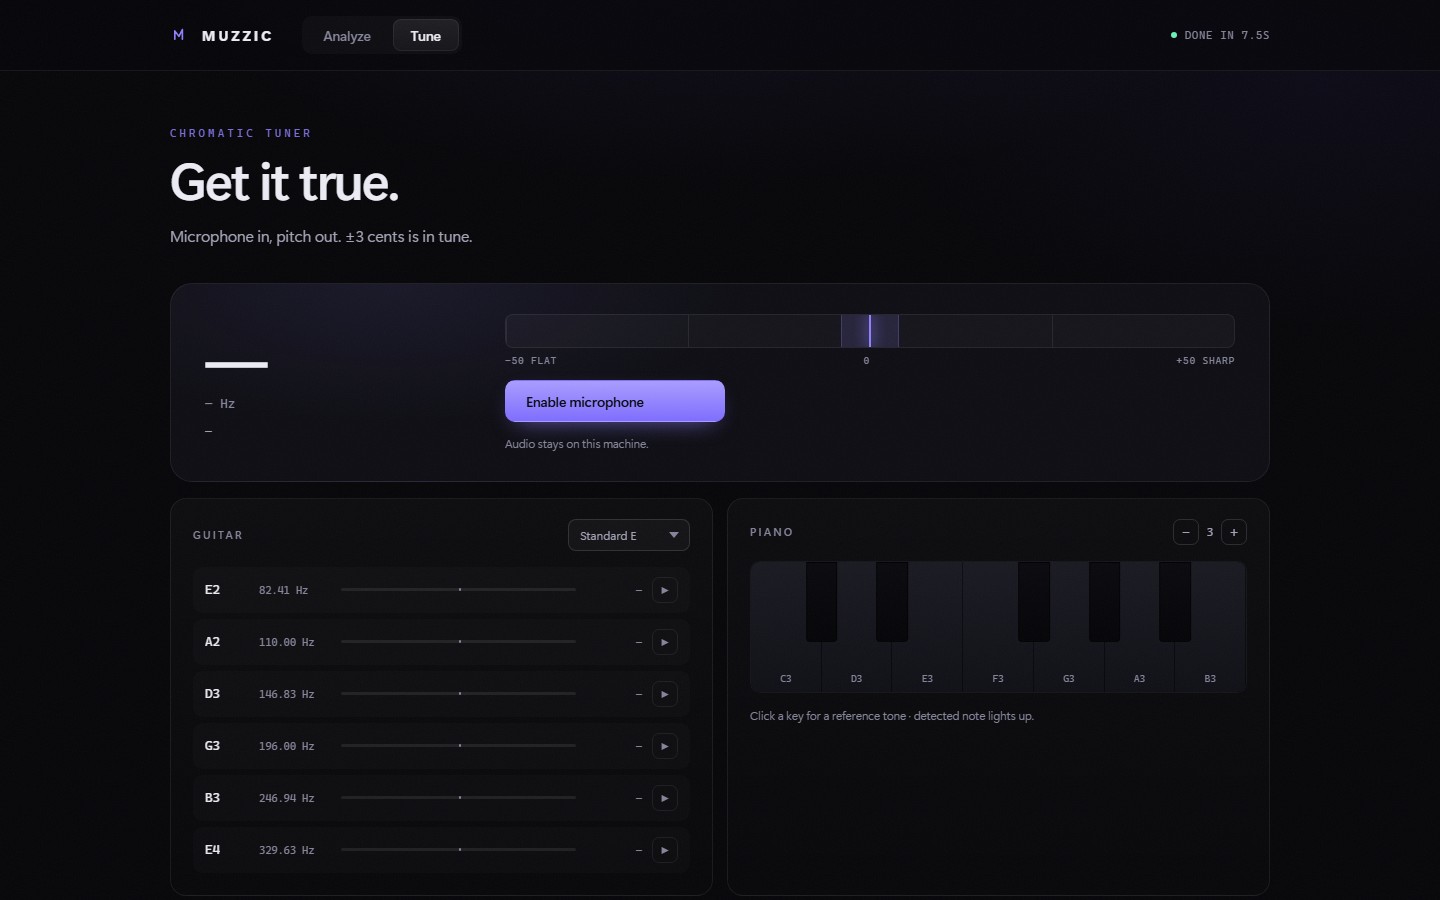 M MUZZIC Analyze Tune DONE IN 7.5S
CHROMATIC TUNER
Get it true.
Microphone in, pitch out. ±3 cents is in tune.
—
−50 FLAT 0 +50 SHARP
— Hz
—
Enable microphone
Audio stays on this machine.
GUITAR Standard E
E2 82.41 Hz — ▶
A2 110.00 Hz — ▶
D3 146.83 Hz — ▶
G3 196.00 Hz — ▶
B3 246.94 Hz — ▶
E4 329.63 Hz — ▶
PIANO − 3 +
C3 D3 E3 F3 G3 A3 B3
Click a key for a reference tone · detected note lights up.